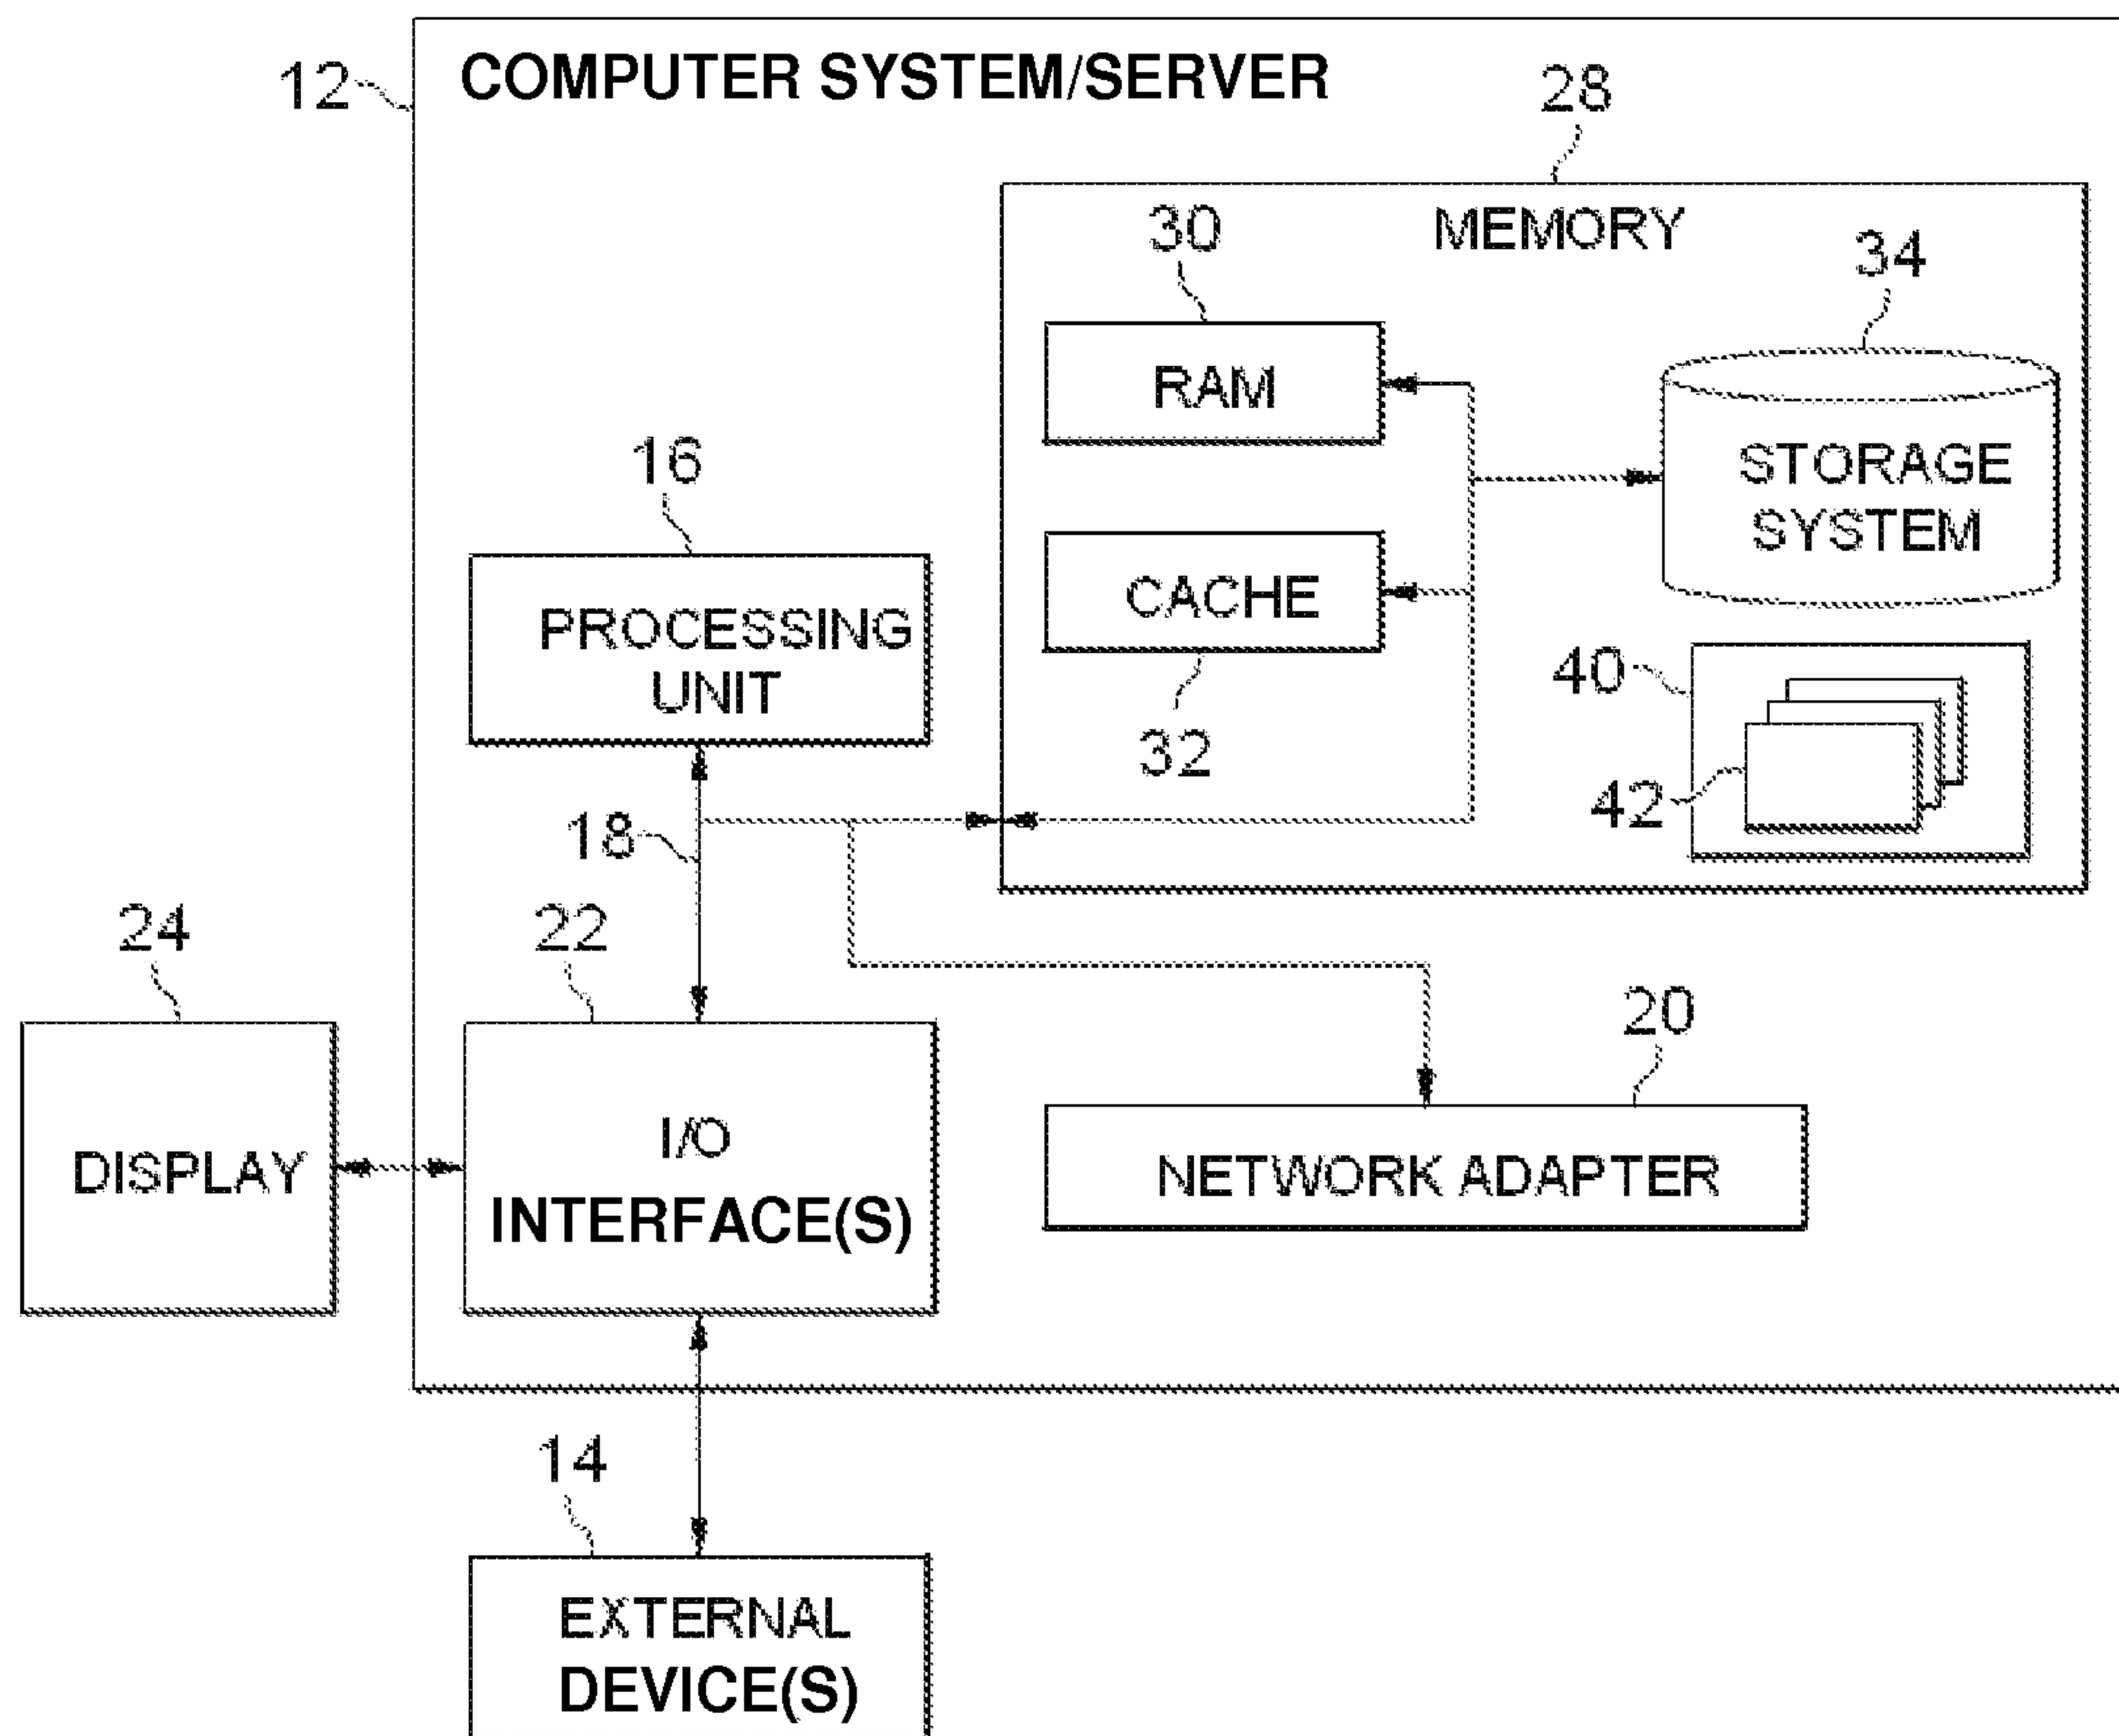 12
COMPUTER SYSTEM/SERVER
28
MEMORY
30
34
RAM
STORAGE
SYSTEM
16
PROCESSING
UNIT
CACHE
32
40
42
18
24
22
20
DISPLAY
I/O
INTERFACE(S)
NETWORK ADAPTER
14
EXTERNAL
DEVICE(S)